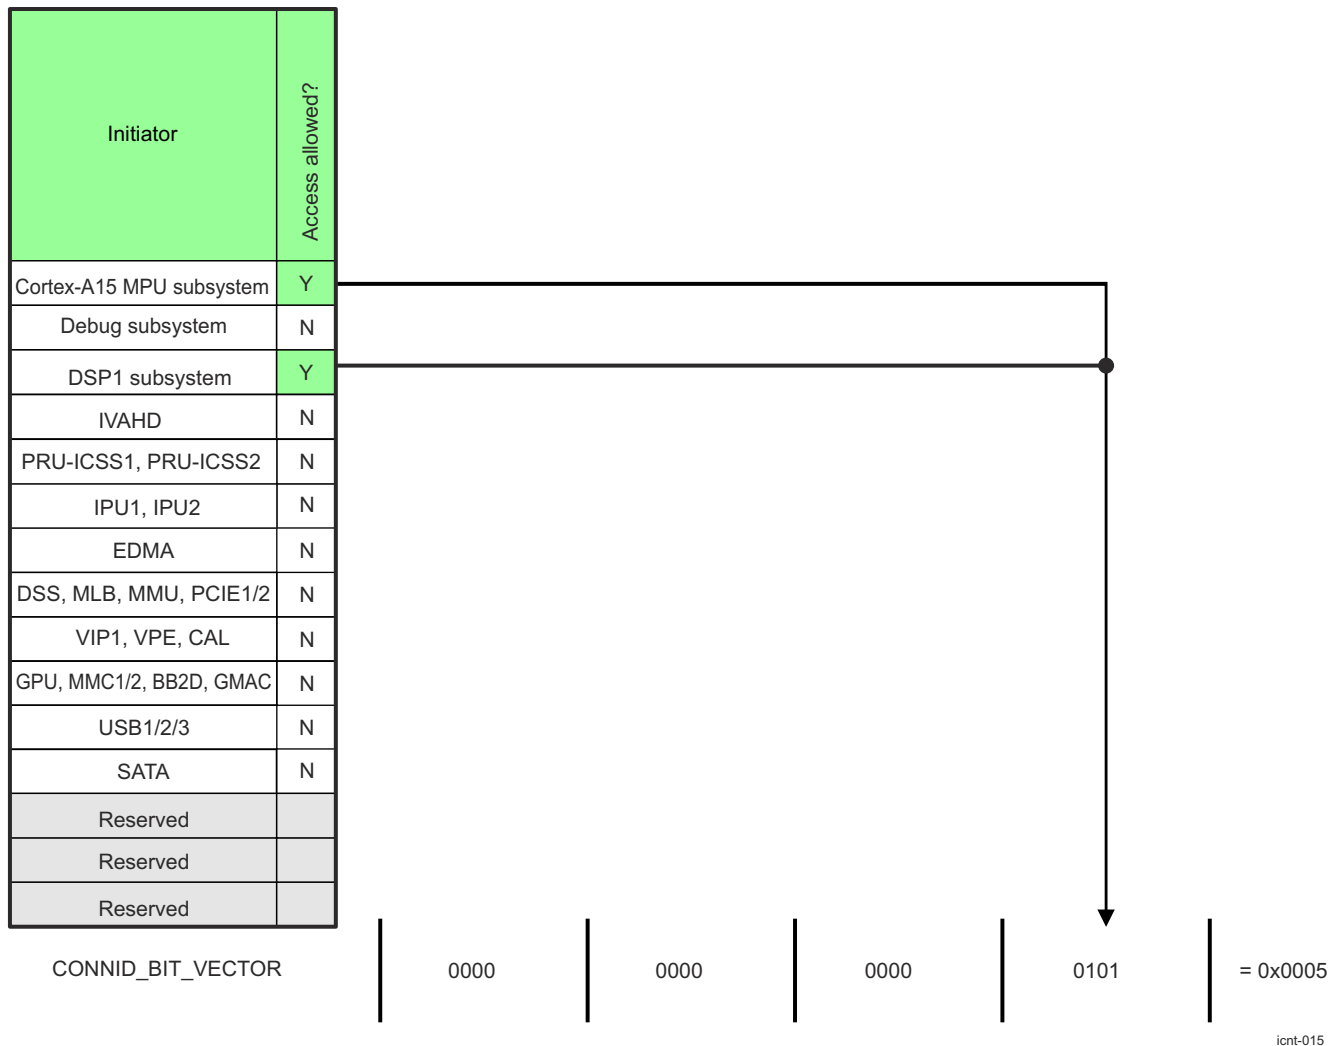 Initiator
Access allowed?
Cortex-A15 MPU subsystem Y
Debug subsystem N
DSP1 subsystem Y
IVAHD N
PRU-ICSS1, PRU-ICSS2 N
IPU1, IPU2 N
EDMA N
DSS, MLB, MMU, PCIE1/2 N
VIP1, VPE, CAL N
GPU, MMC1/2, BB2D, GMAC N
USB1/2/3 N
SATA N
Reserved
Reserved
Reserved
CONNID_BIT_VECTOR 0000 0000 0000 0101 = 0x0005
icnt-015